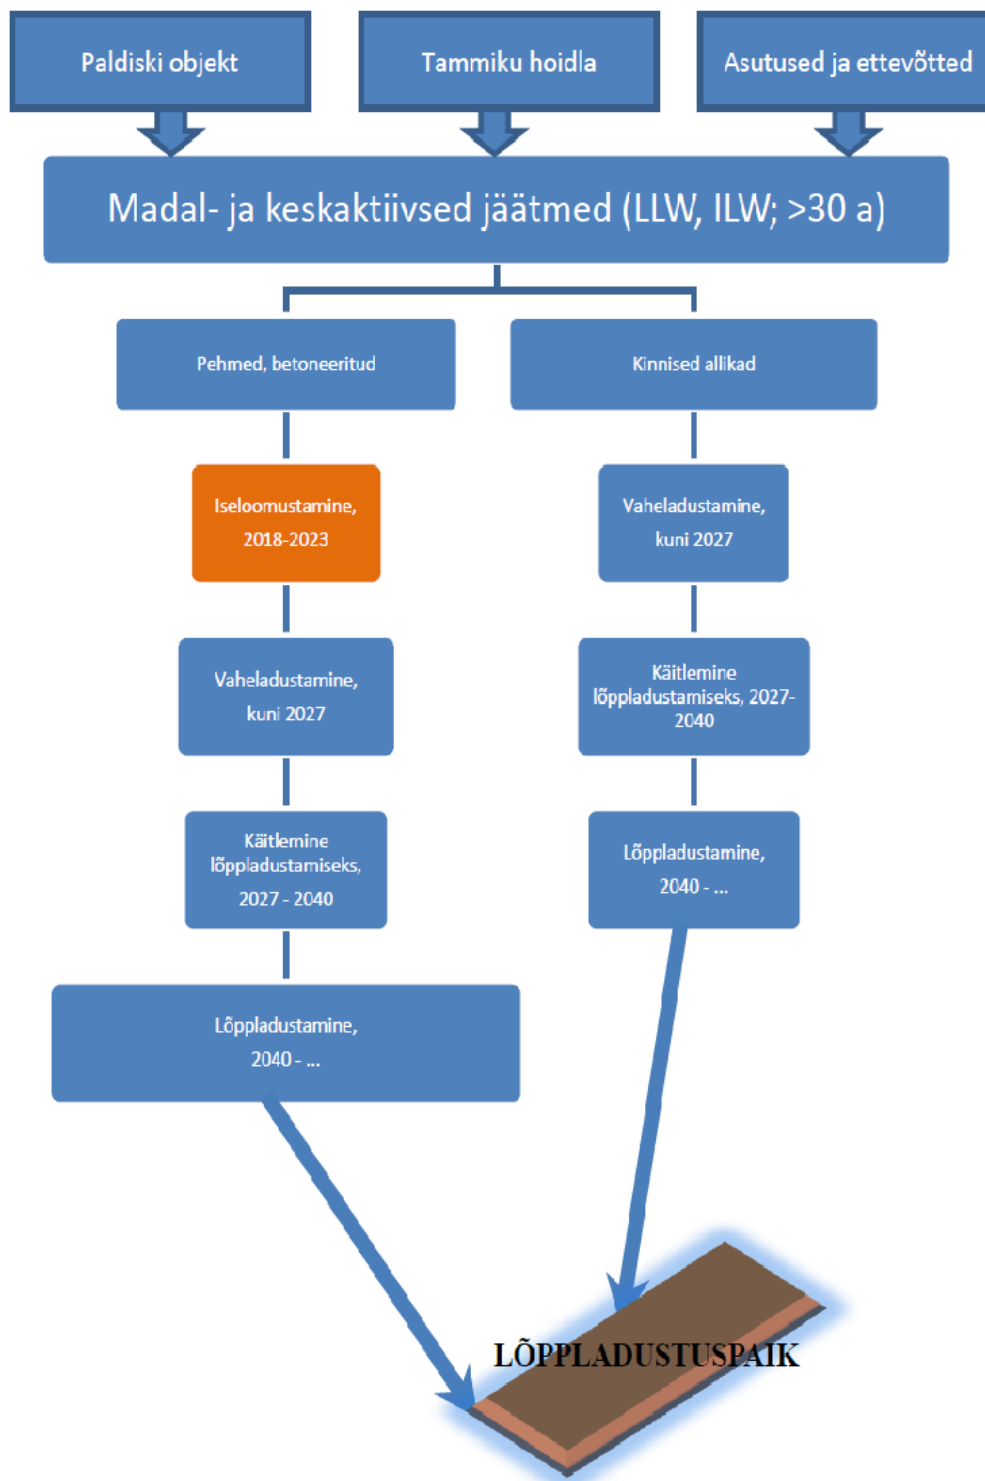 Paldiski objekt
Tammiku hoidla
Asutused ja ettevõtted
Madal- ja keskaktiivsed jäätmed (LLW, ILW; >30 a)
Pehmed, betoneeritud
Kinnised allikad
Iseloomustamine,
2018-2023
Vaheladustamine,
kuni 2027
Vaheladustamine,
kuni 2027
Käitlemine
lõppladustamiseks, 2027-
2040
Käitlemine
lõppladustamiseks,
2027 - 2040
Lõppladustamine,
2040 - ...
Lõppladustamine,
2040 - ...
LÕPPLADUSTUSPAIK